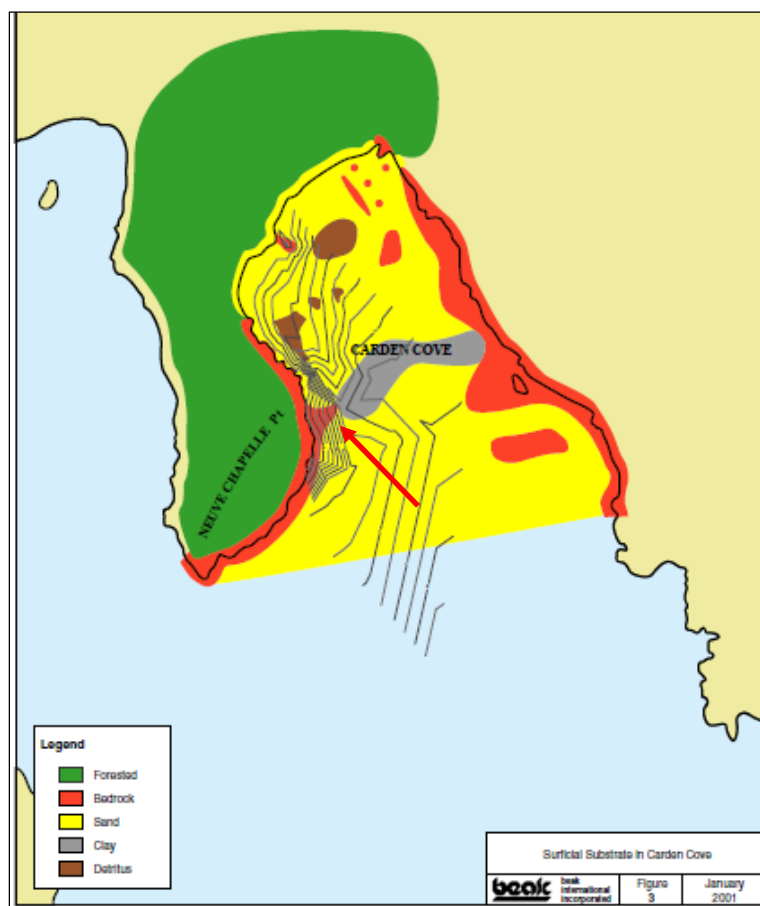 CARDEN COVE
NEUVE CHAPELLE Pt
Legend
Forested
Bedrock
Sand
Clay
Detritus
Surficial Substrate in Carden Cove
beak
beak
international
incorporated
Figure
3
January
2001